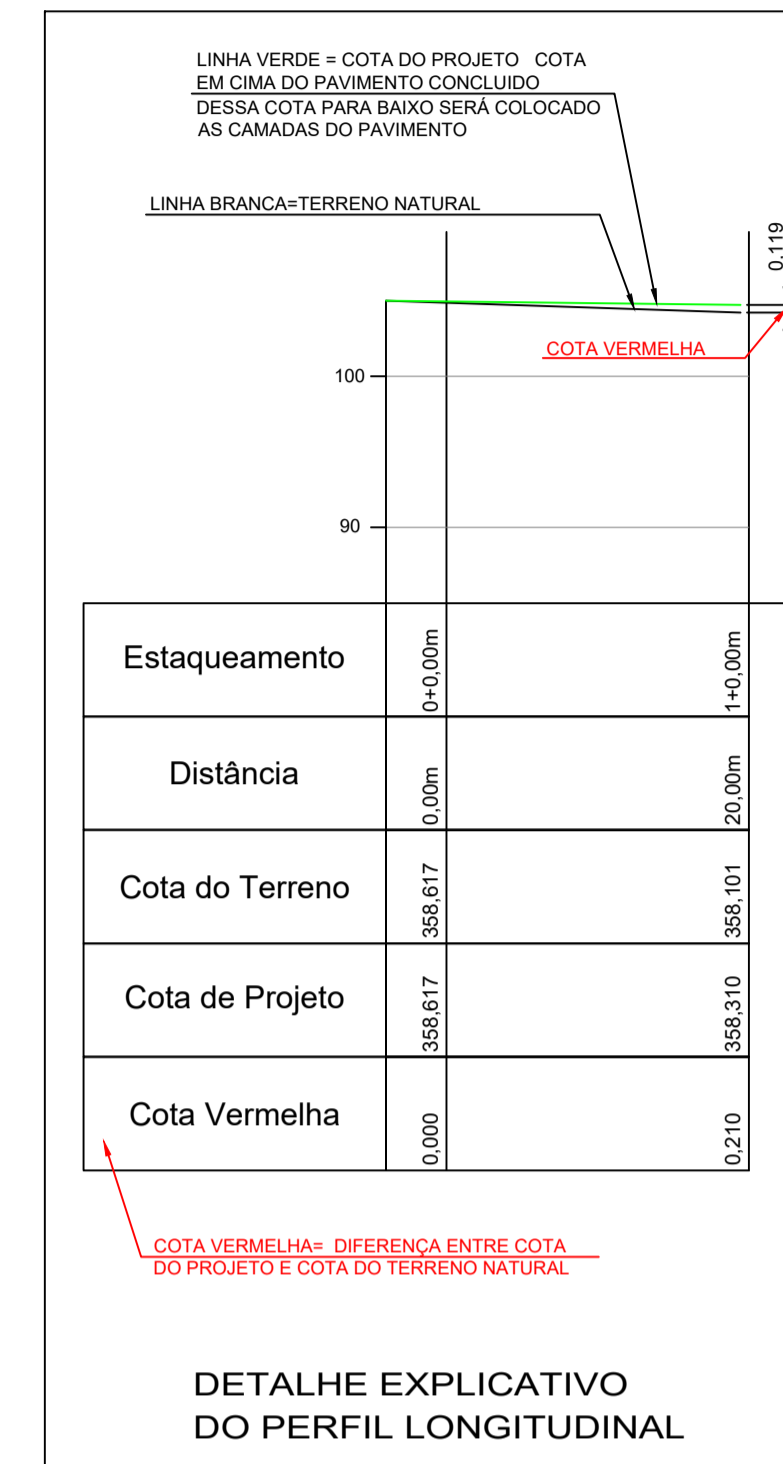 LINHA VERDE = COTA DO PROJETO COTA
EM CIMA DO PAVIMENTO CONCLUIDO
DESSA COTA PARA BAIXO SERÁ COLOCADO
AS CAMADAS DO PAVIMENTO
LINHA BRANCA=TERRENO NATURAL
0,119
COTA VERMELHA
100
90
Estaqueamento
0+0,00m
1+0,00m
Distância
0,00m
20,00m
Cota do Terreno
358,617
358,101
Cota de Projeto
358,617
358,310
Cota Vermelha
0,000
0,210
COTA VERMELHA= DIFERENÇA ENTRE COTA
DO PROJETO E COTA DO TERRENO NATURAL
DETALHE EXPLICATIVO
DO PERFIL LONGITUDINAL